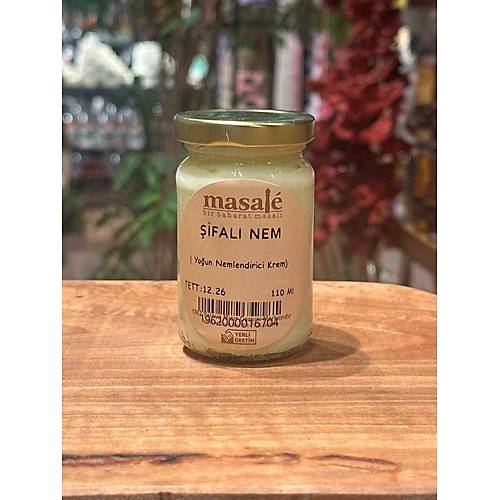 masalé
bir baharat masalı
ŞİFALI NEM
( Yoğun Nemlendirici Krem)
TETT:12.26 110 Ml
1962000016704
YERLİ
ÜRETİM